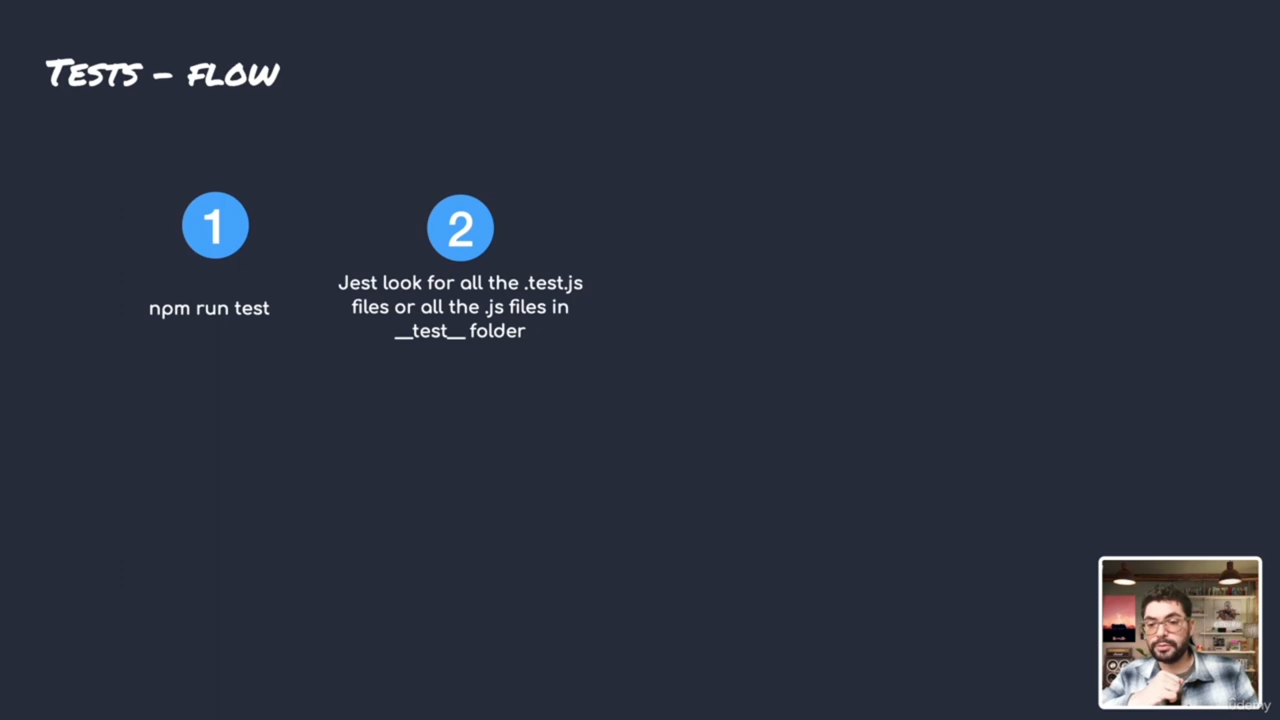 Tests - flow
1
2
npm run test
Jest look for all the .test.js
files or all the .js files in
__test__ folder
udemy